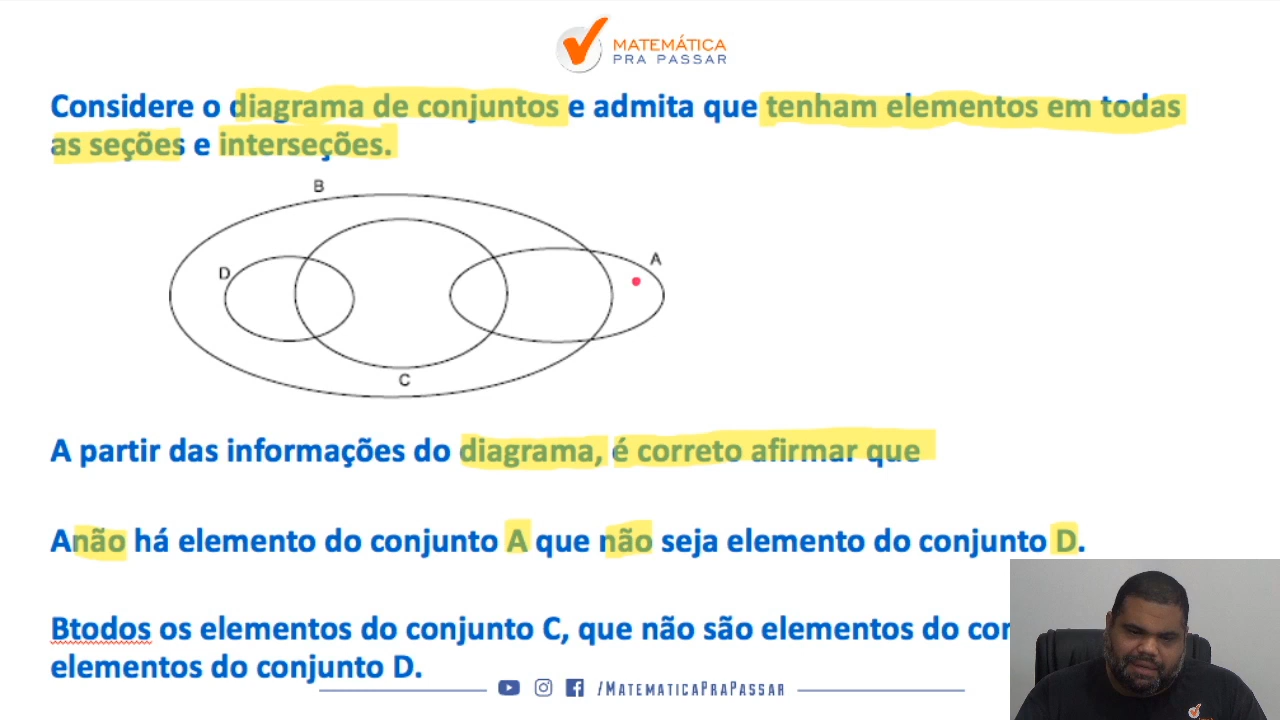 MATEMÁTICA
PRA PASSAR
Considere o diagrama de conjuntos e admita que tenham elementos em todas
as seções e interseções.
B
D
A
C
A partir das informações do diagrama, é correto afirmar que
Anão há elemento do conjunto A que não seja elemento do conjunto D.
Btodos os elementos do conjunto C, que não são elementos do
elementos do conjunto D.
/MatematicaPraPassar